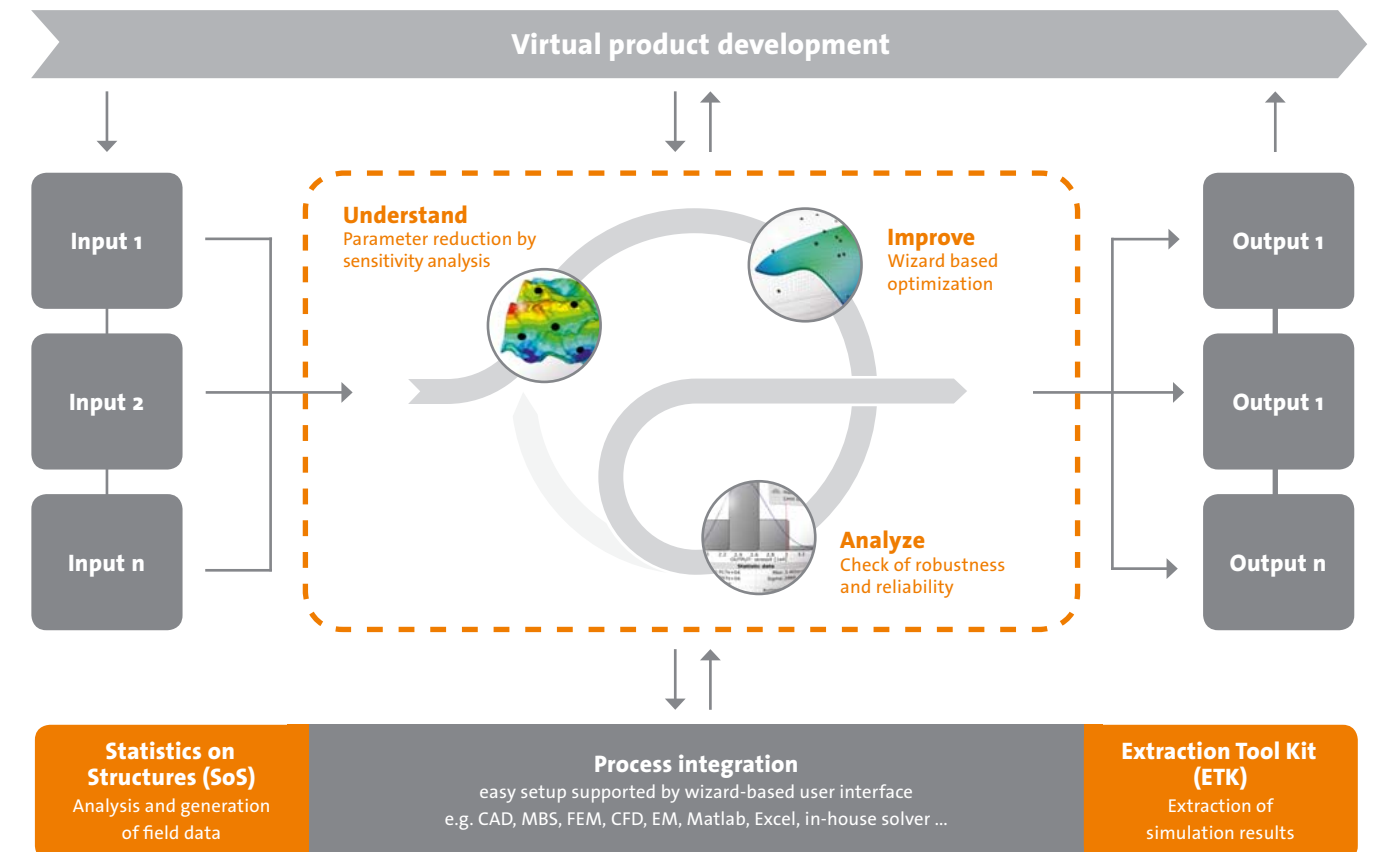 Virtual product development
Input 1
Input 2
Input n
Understand
Parameter reduction by
sensitivity analysis
Improve
Wizard based
optimization
Analyze
Check of robustness
and reliability
Statistic data
Output 1
Output 1
Output n
Statistics on
Structures (SoS)
Analysis and generation
of field data
Process integration
easy setup supported by wizard-based user interface
e.g. CAD, MBS, FEM, CFD, EM, Matlab, Excel, in-house solver ...
Extraction Tool Kit
(ETK)
Extraction of
simulation results